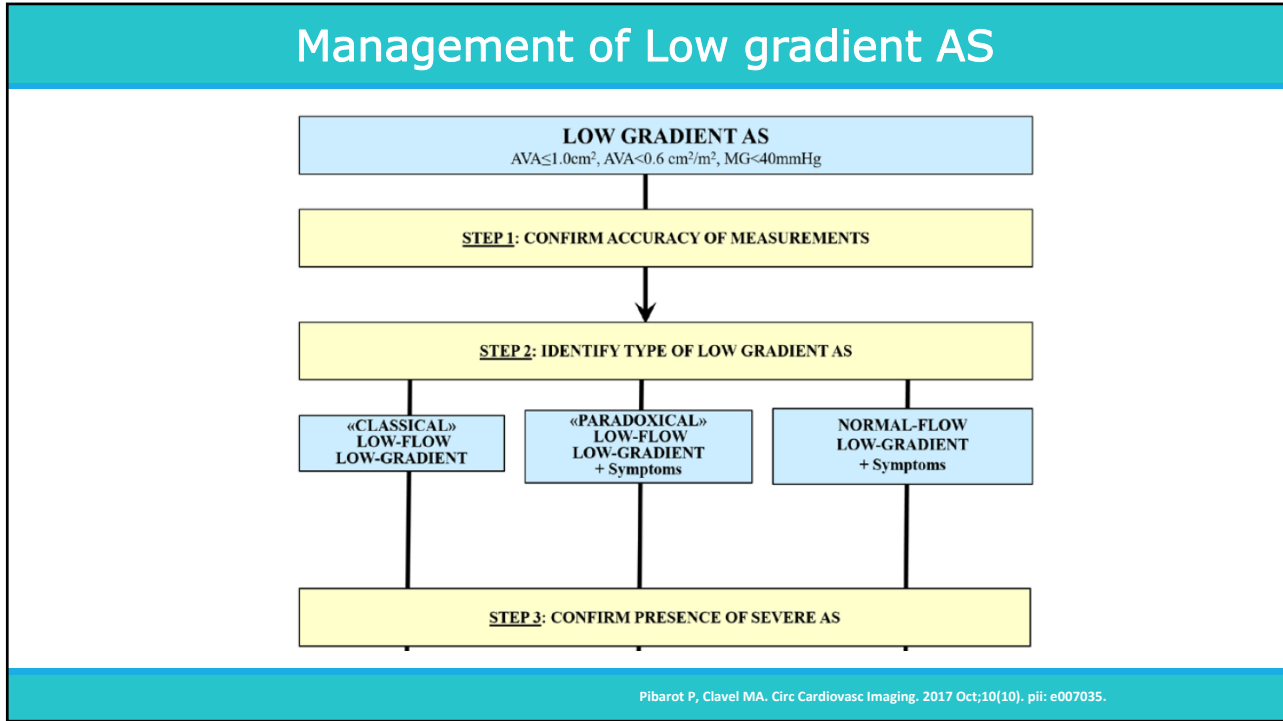 Management of Low gradient AS
LOW GRADIENT AS
AVA≤1.0cm², AVA<0.6 cm²/m², MG<40mmHg
STEP 1: CONFIRM ACCURACY OF MEASUREMENTS
STEP 2: IDENTIFY TYPE OF LOW GRADIENT AS
«CLASSICAL»
LOW-FLOW
LOW-GRADIENT
«PARADOXICAL»
LOW-FLOW
LOW-GRADIENT
+ Symptoms
NORMAL-FLOW
LOW-GRADIENT
+ Symptoms
STEP 3: CONFIRM PRESENCE OF SEVERE AS
Pibarot P, Clavel MA. Circ Cardiovasc Imaging. 2017 Oct;10(10). pii: e007035.